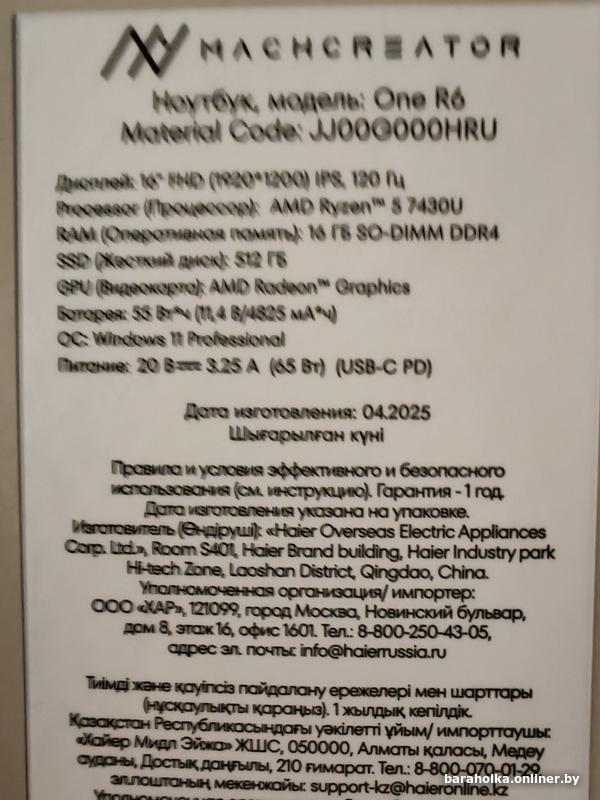 MACHCREATOR
Ноутбук, модель: One R6
Material Code: JJ00G000HRU
Дисплей: 16" FHD (1920*1200) IPS, 120 Гц
Processor (Процессор): AMD Ryzen™ 5 7430U
RAM (Оперативная память): 16 ГБ SO-DIMM DDR4
SSD (Жесткий диск): 512 ГБ
GPU (Видеокарта): AMD Radeon™ Graphics
Батарея: 55 Вт*ч (11,4 В/4825 мА*ч)
ОС: Windows 11 Professional
Питание: 20 В⎓ 3.25 А (65 Вт) (USB-C PD)
Дата изготовления: 04.2025
Шығарылған күні
Правила и условия эффективного и безопасного
использования (см. инструкцию). Гарантия - 1 год.
Дата изготовления указана на упаковке.
Изготовитель (Өндіруші): «Haier Overseas Electric Appliances
Corp. Ltd.», Room S401, Haier Brand building, Haier Industry park
Hi-tech Zone, Laoshan District, Qingdao, China.
Уполномоченная организация/ импортер:
ООО «ХАР», 121099, город Москва, Новинский бульвар,
дом 8, этаж 16, офис 1601. Тел.: 8-800-250-43-05,
адрес эл. почты: info@haierrussia.ru
Тиімді және қауіпсіз пайдалану ережелері мен шарттары
(нұсқаулықты қараңыз). 1 жылдық кепілдік.
Қазақстан Республикасындағы уәкілетті ұйым/ импорттаушы:
«Хайер Мидл Эйжа» ЖШС, 050000, Алматы қаласы, Медеу
ауданы, Достық даңғылы, 210 ғимарат. Тел.: 8-800-070-01-29
эл.поштаның мекенжайы: support-kz@haieronline.kz
baraholka.onliner.by